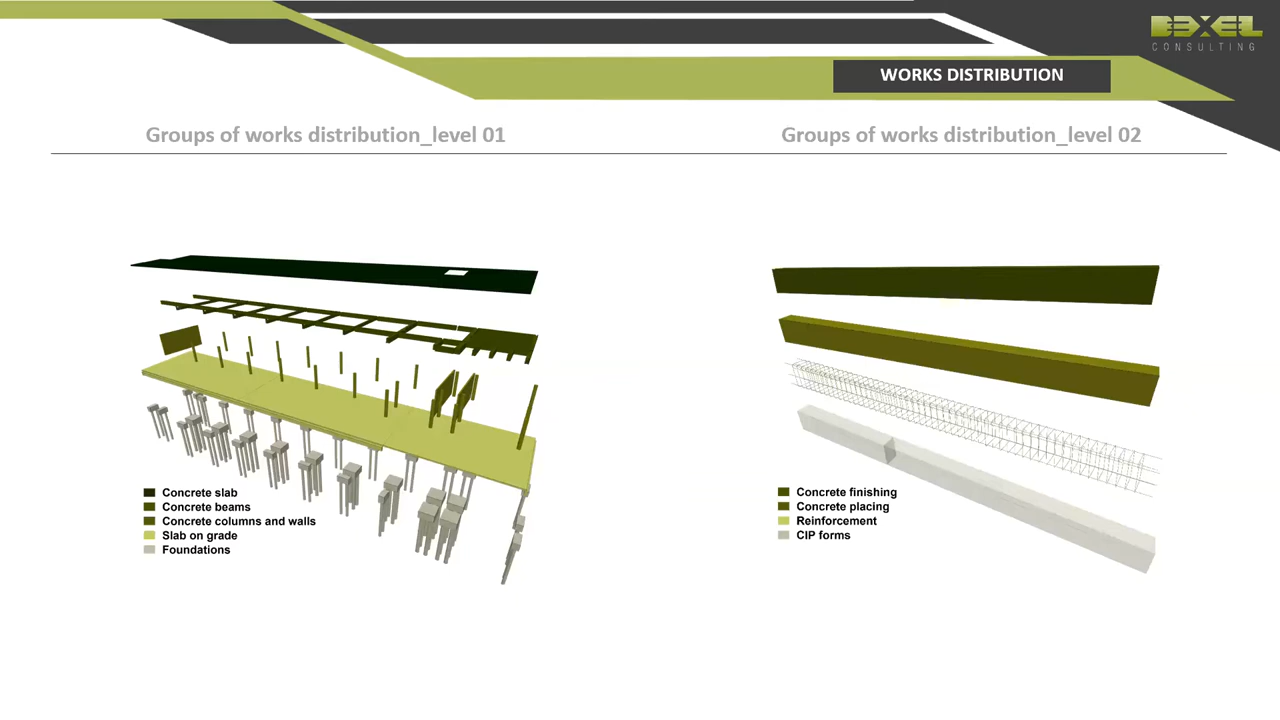 BEXEL
CONSULTING
WORKS DISTRIBUTION
Groups of works distribution_level 01
Groups of works distribution_level 02
Concrete slab
Concrete beams
Concrete columns and walls
Slab on grade
Foundations
Concrete finishing
Concrete placing
Reinforcement
CIP forms